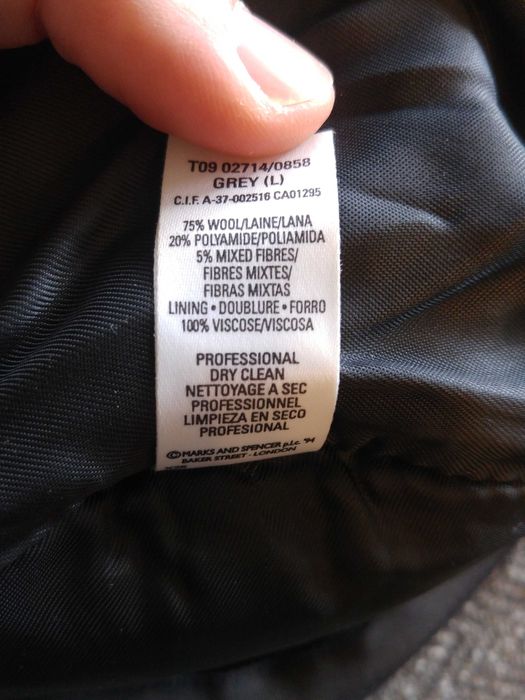 T09 02714/0858
GREY (L)
C.I.F. A-37-002516 CA01295
75% WOOL/LAINE/LANA
20% POLYAMIDE/POLIAMIDA
5% MIXED FIBRES/
FIBRES MIXTES/
FIBRAS MIXTAS
LINING • DOUBLURE • FORRO
100% VISCOSE/VISCOSA
PROFESSIONAL
DRY CLEAN
NETTOYAGE A SEC
PROFESSIONNEL
LIMPIEZA EN SECO
PROFESIONAL
© MARKS AND SPENCER p.l.c. '94
BAKER STREET · LONDON